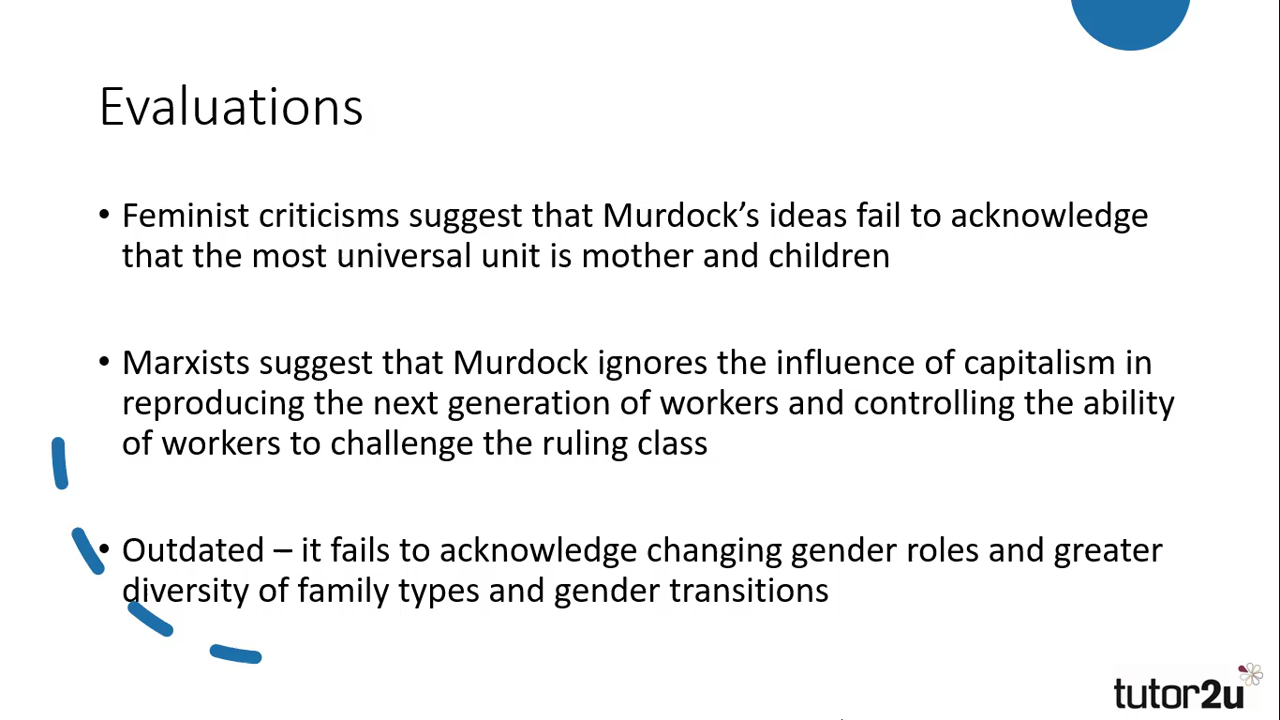 Evaluations
• Feminist criticisms suggest that Murdock’s ideas fail to acknowledge
that the most universal unit is mother and children
• Marxists suggest that Murdock ignores the influence of capitalism in
reproducing the next generation of workers and controlling the ability
of workers to challenge the ruling class
• Outdated – it fails to acknowledge changing gender roles and greater
diversity of family types and gender transitions
tutor2u